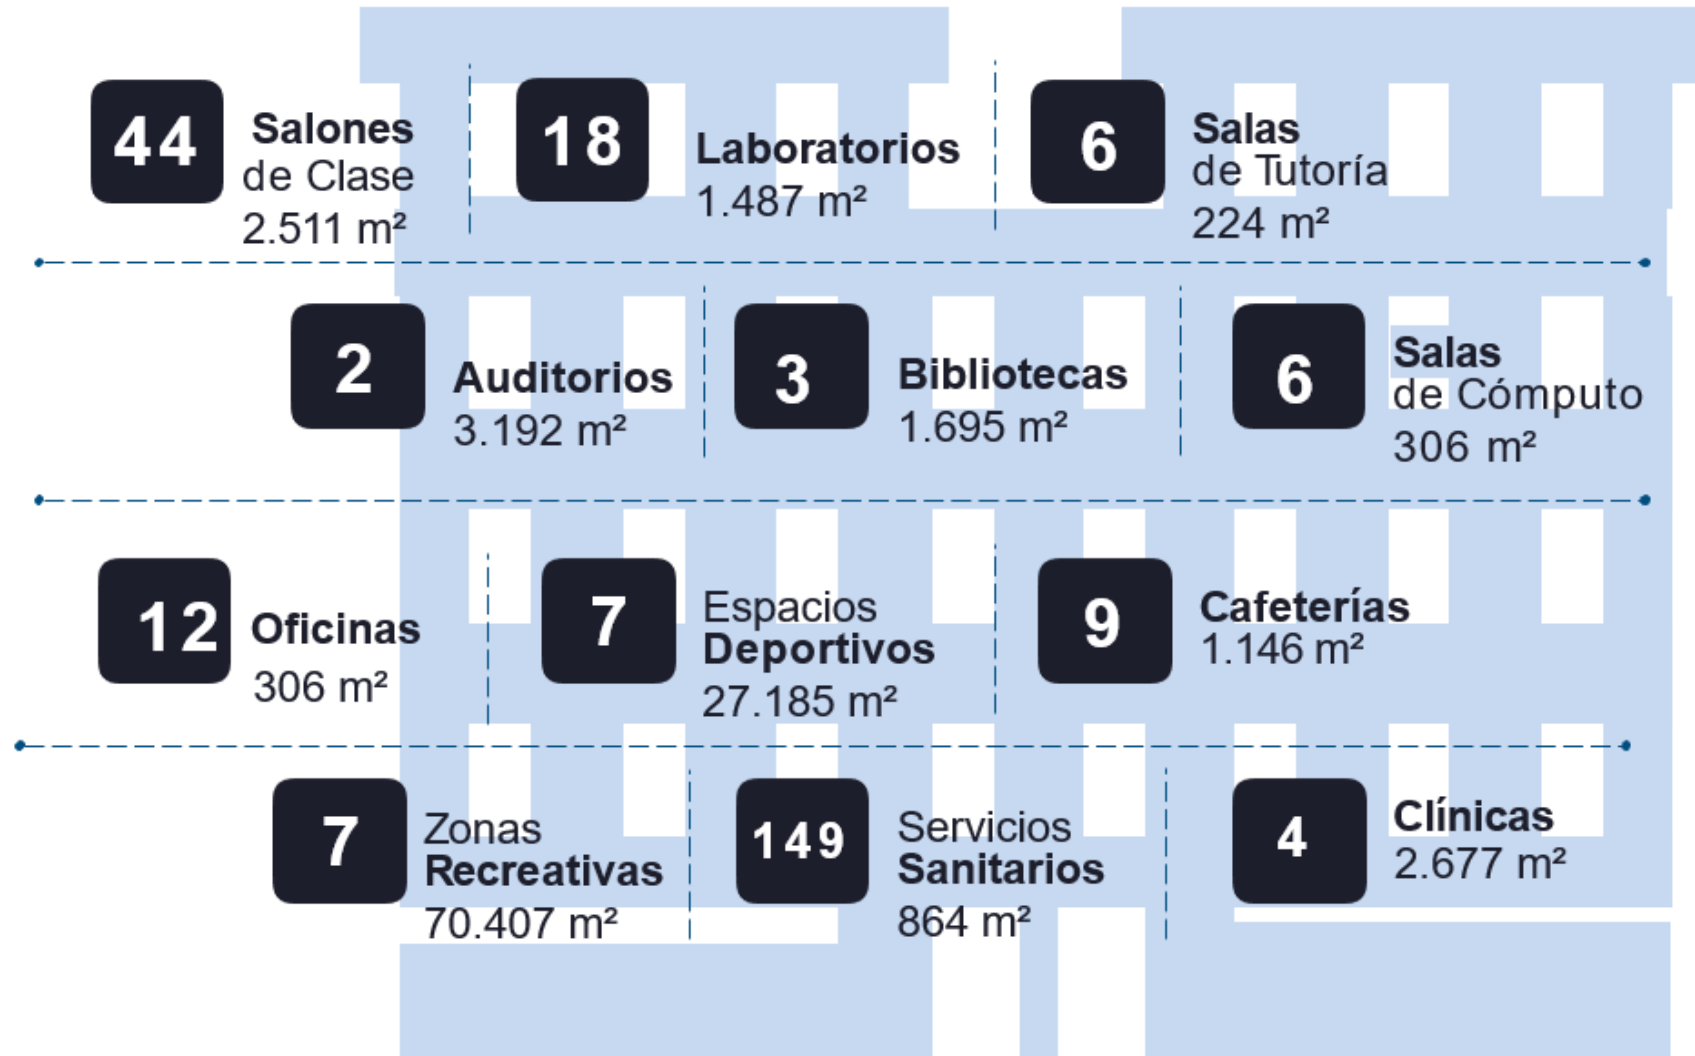 44
Salones
de Clase
2.511 m²
18
Laboratorios
1.487 m²
6
Salas
de Tutoría
224 m²
2
Auditorios
3.192 m²
3
Bibliotecas
1.695 m²
6
Salas
de Cómputo
306 m²
12
Oficinas
306 m²
7
Espacios
Deportivos
27.185 m²
9
Cafeterías
1.146 m²
7
Zonas
Recreativas
70.407 m²
149
Servicios
Sanitarios
864 m²
4
Clínicas
2.677 m²